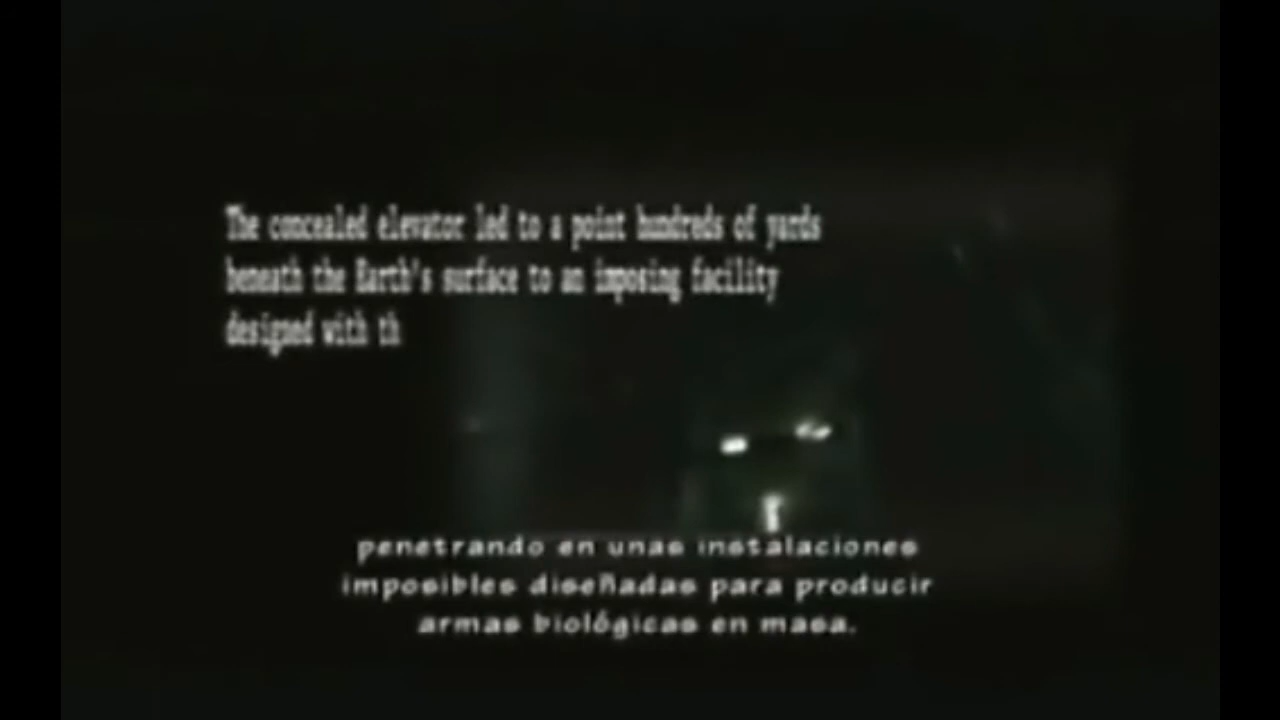 The concealed elevator led to a point hundreds of yards
beneath the Earth's surface to an imposing facility
designed with th
penetrando en unas instalaciones
imposibles diseñadas para producir
armas biológicas en masa.